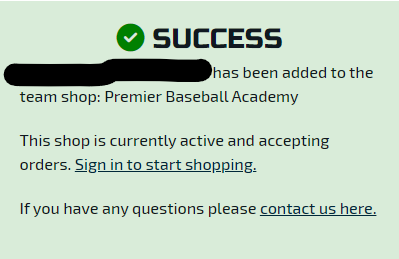 SUCCESS
has been added to the
team shop: Premier Baseball Academy
This shop is currently active and accepting
orders. Sign in to start shopping.
If you have any questions please contact us here.